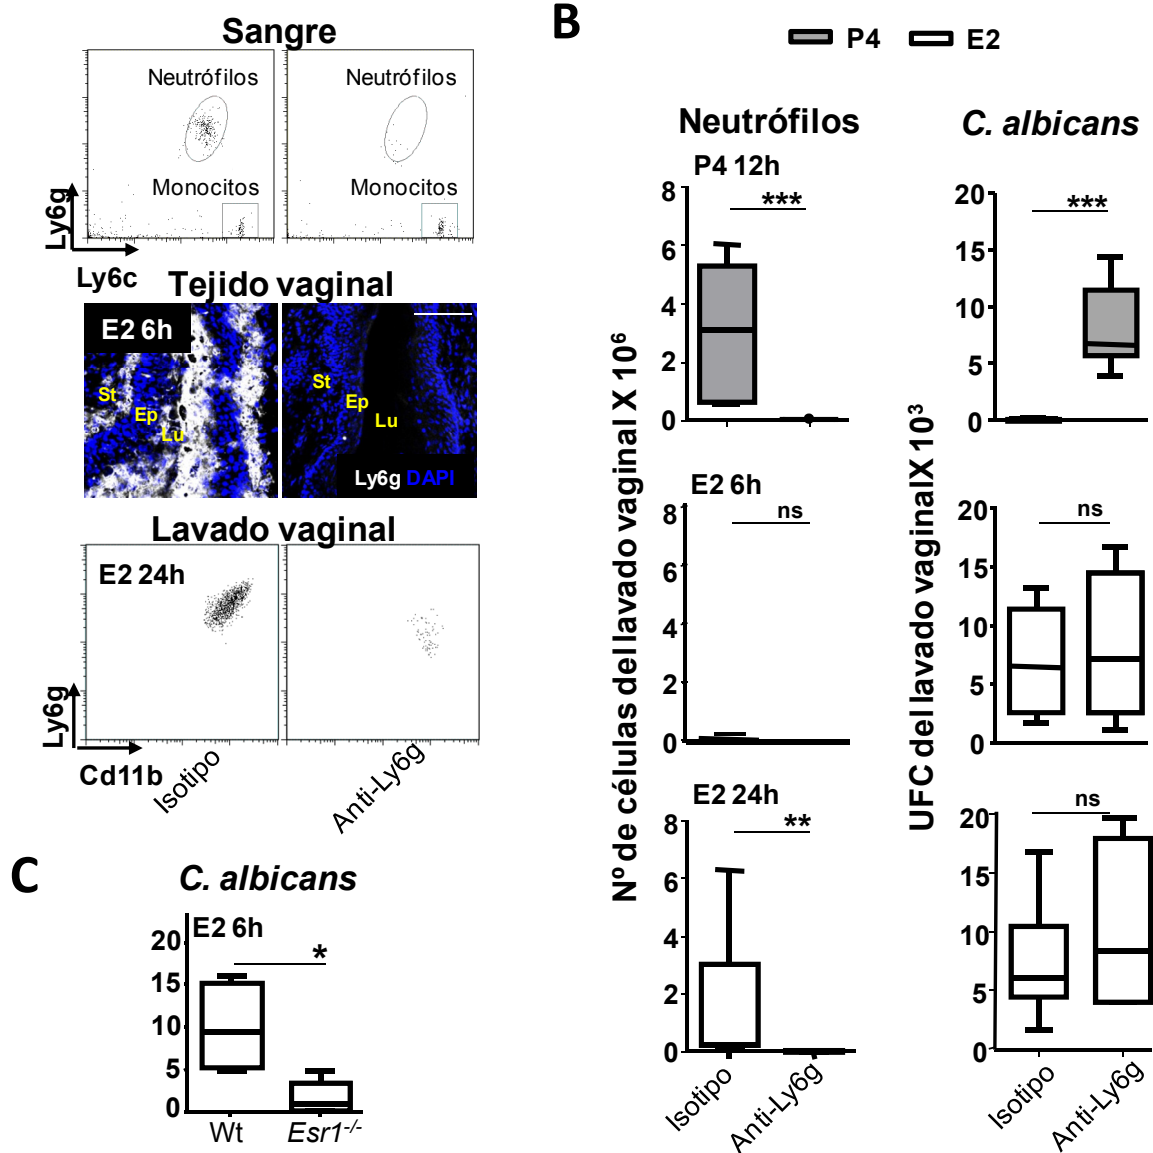 Sangre
Neutrófilos
Neutrófilos
Monocitos
Monocitos
Ly6g
Ly6c
Tejido vaginal
E2 6h
St
Ep
Lu
St
Ep
Lu
Ly6g DAPI
Lavado vaginal
E2 24h
Ly6g
Cd11b
Isotipo
Anti-Ly6g
B
P4
E2
Neutrófilos
C. albicans
P4 12h
8
6
4
2
0
***
20
15
10
5
0
***
Nº de células del lavado vaginal X 10⁶
UFC del lavado vaginal X 10³
E2 6h
8
6
4
2
0
ns
20
15
10
5
0
ns
E2 24h
8
6
4
2
0
**
20
15
10
5
0
ns
Isotipo
Anti-Ly6g
Isotipo
Anti-Ly6g
C
C. albicans
E2 6h
20
15
10
5
0
*
Wt
Esr1⁻/⁻